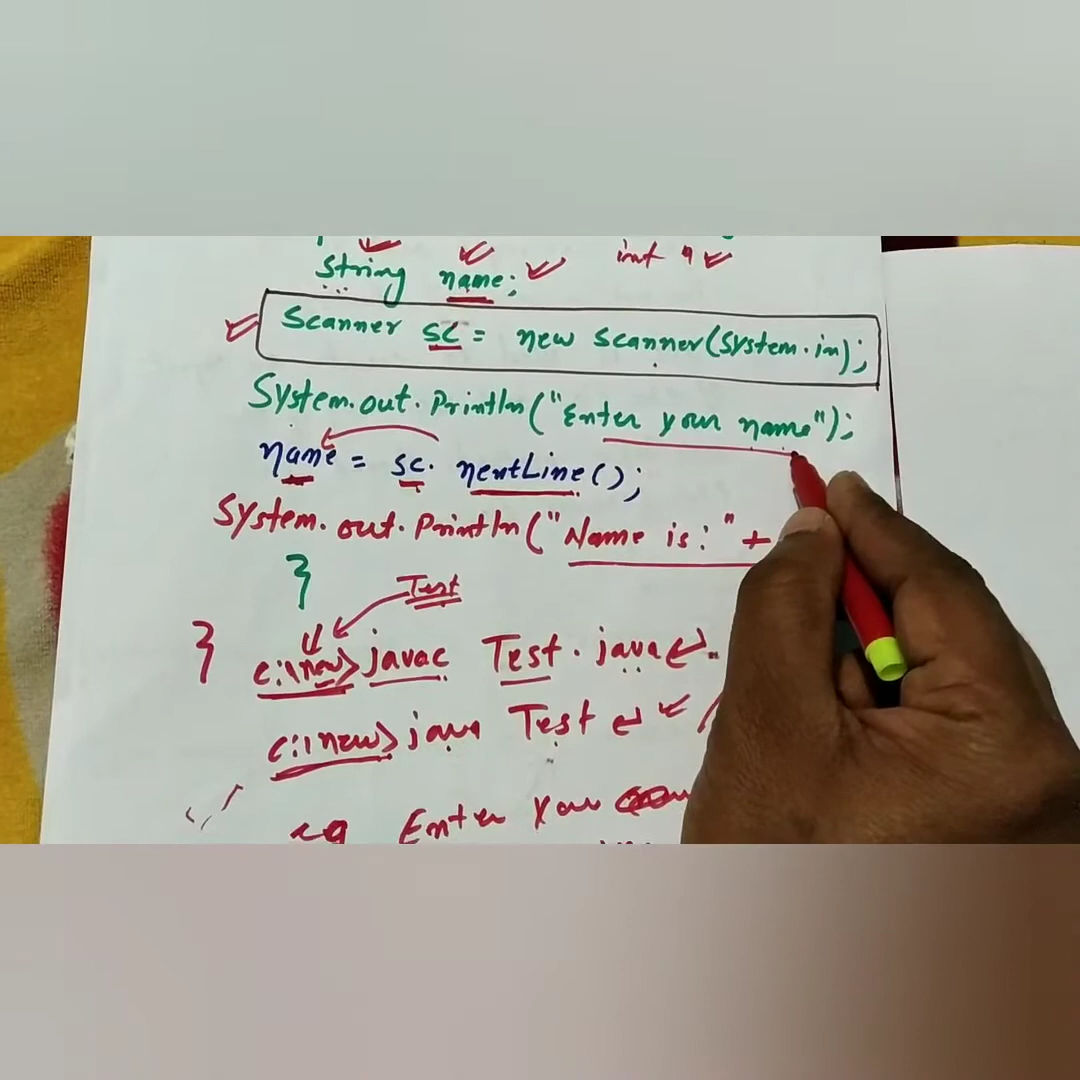 String name; int a
Scanner sc = new Scanner(System.in);
System.out.Println("Enter your name");
name = sc. nextLine();
System.out.Println("Name is:" +
}
Test
} c:\new>javac Test.java
c:\new>java Test
eg Enter your